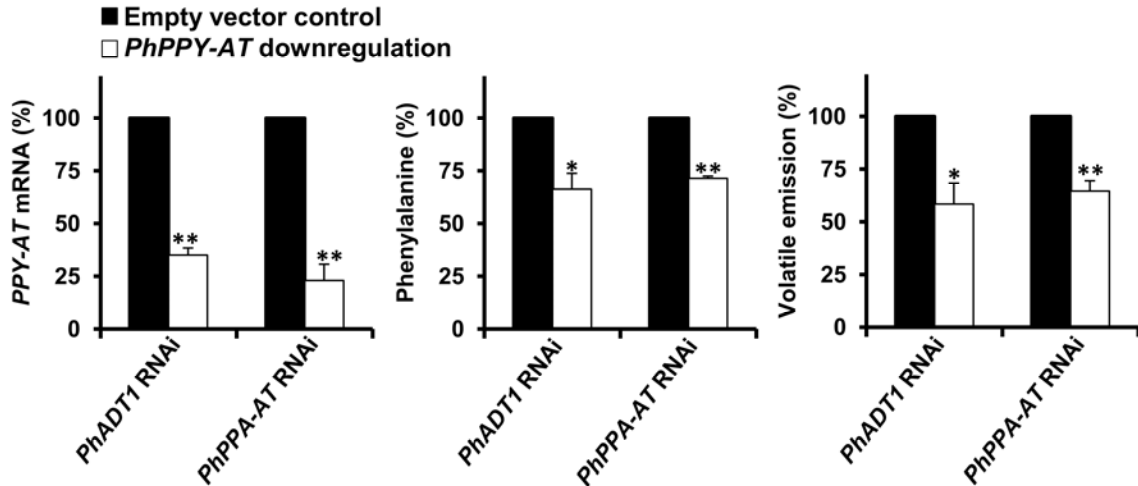 Empty vector control
PhPPY-AT downregulation
PPY-AT mRNA (%)
100
75
50
25
0
**
**
PhADT1 RNAi
PhPPA-AT RNAi
Phenylalanine (%)
100
75
50
25
0
*
**
PhADT1 RNAi
PhPPA-AT RNAi
Volatile emission (%)
100
75
50
25
0
*
**
PhADT1 RNAi
PhPPA-AT RNAi